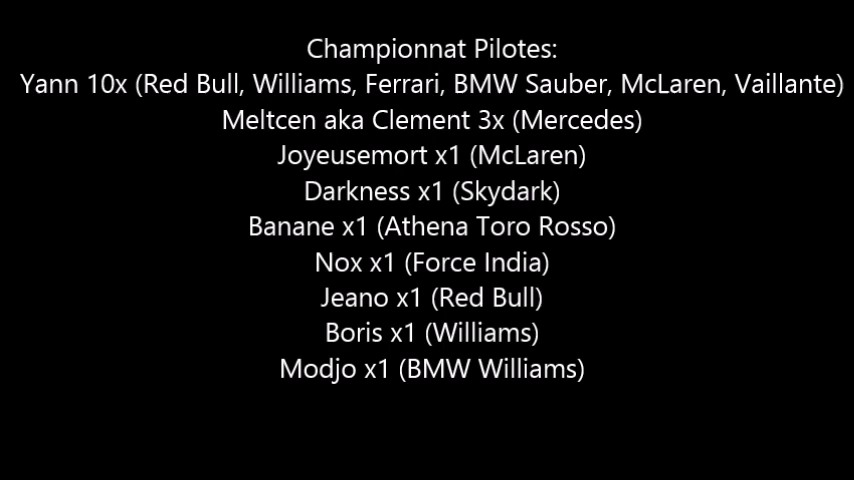 Championnat Pilotes:
Yann 10x (Red Bull, Williams, Ferrari, BMW Sauber, McLaren, Vaillante)
Meltcen aka Clement 3x (Mercedes)
Joyeusemort x1 (McLaren)
Darkness x1 (Skydark)
Banane x1 (Athena Toro Rosso)
Nox x1 (Force India)
Jeano x1 (Red Bull)
Boris x1 (Williams)
Modjo x1 (BMW Williams)